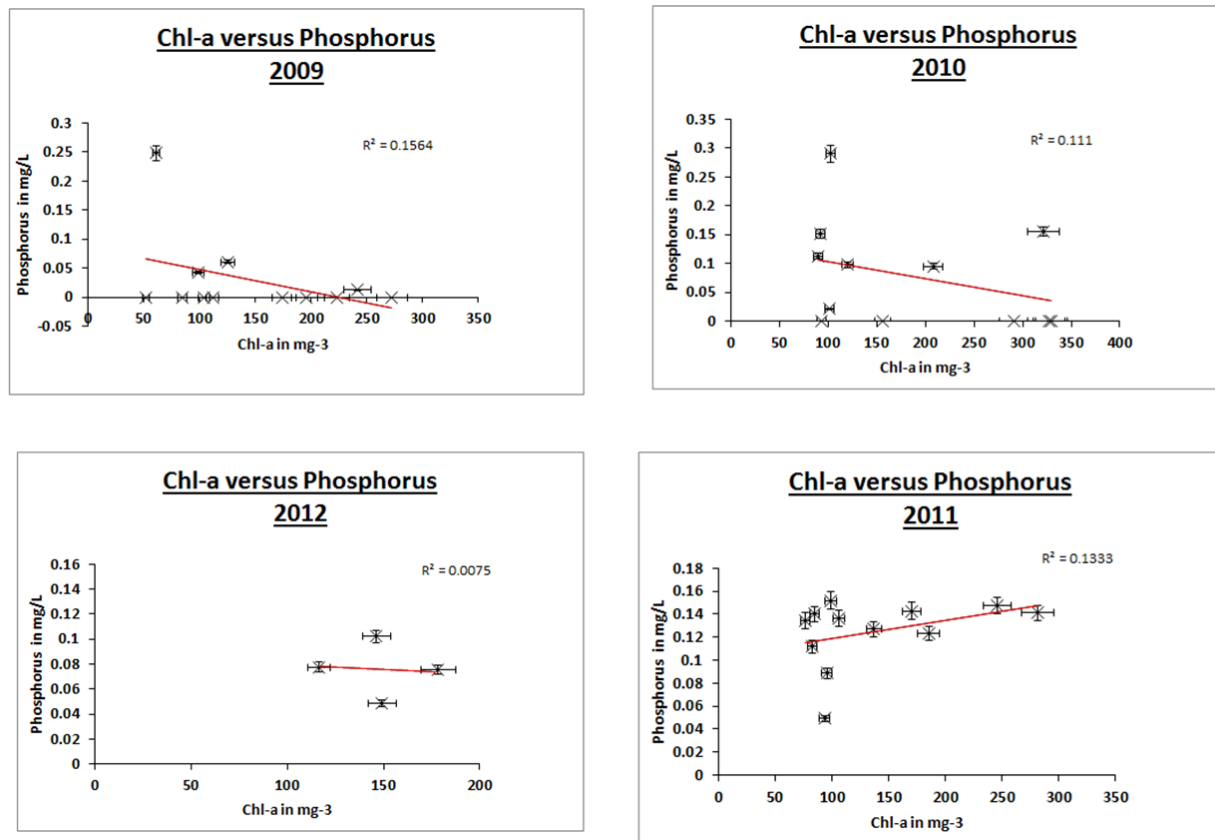 Chl-a versus Phosphorus
2009
R² = 0.1564
Phosphorus in mg/L
0.3
0.25
0.2
0.15
0.1
0.05
0
-0.05
0 50 100 150 200 250 300 350
Chl-a in mg-3
Chl-a versus Phosphorus
2010
R² = 0.111
Phosphorus in mg/L
0.35
0.3
0.25
0.2
0.15
0.1
0.05
0
0 50 100 150 200 250 300 350 400
Chl-a in mg-3
Chl-a versus Phosphorus
2012
R² = 0.0075
Phosphorus in mg/L
0.16
0.14
0.12
0.1
0.08
0.06
0.04
0.02
0
0 50 100 150 200
Chl-a in mg-3
Chl-a versus Phosphorus
2011
R² = 0.1333
Phosphorus in mg/L
0.18
0.16
0.14
0.12
0.1
0.08
0.06
0.04
0.02
0
0 50 100 150 200 250 300 350
Chl-a in mg-3